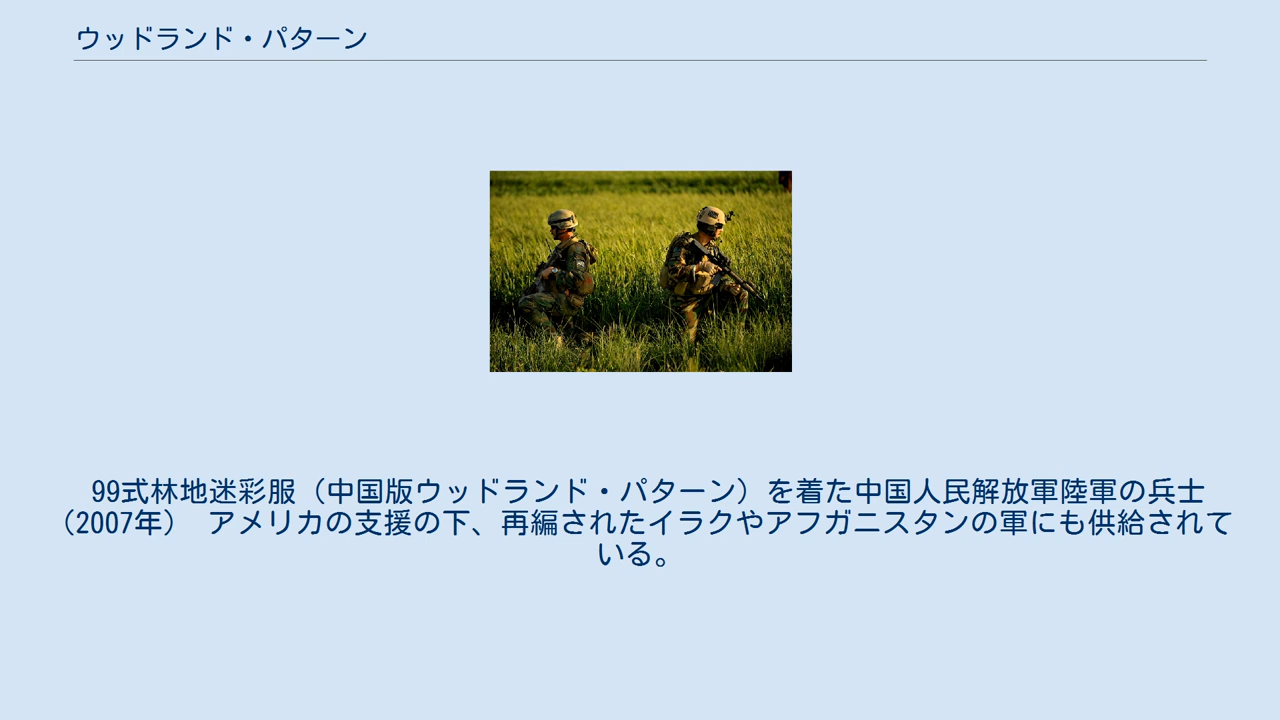 ウッドランド・パターン
99式林地迷彩服（中国版ウッドランド・パターン）を着た中国人民解放軍陸軍の兵士
（2007年） アメリカの支援の下、再編されたイラクやアフガニスタンの軍にも供給されて
いる。